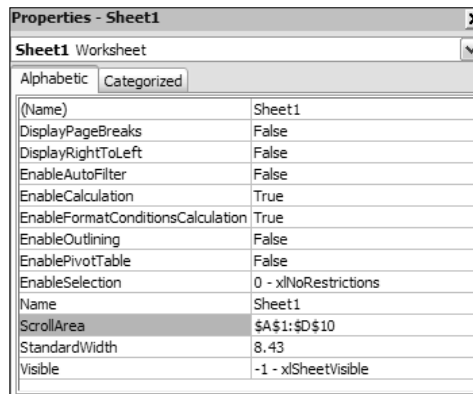 Properties - Sheet1
Sheet1 Worksheet
Alphabetic Categorized
(Name) Sheet1
DisplayPageBreaks False
DisplayRightToLeft False
EnableAutoFilter False
EnableCalculation True
EnableFormatConditionsCalculation True
EnableOutlining False
EnablePivotTable False
EnableSelection 0 - xlNoRestrictions
Name Sheet1
ScrollArea $A$1:$D$10
StandardWidth 8.43
Visible -1 - xlSheetVisible